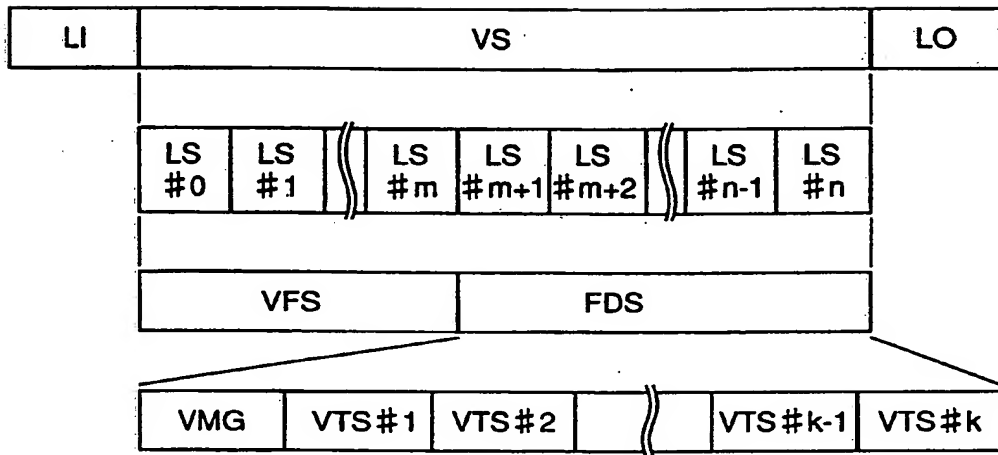 LI VS LO
LS #0 LS #1 LS #m LS #m+1 LS #m+2 LS #n-1 LS #n
VFS FDS
VMG VTS#1 VTS#2 VTS#k-1 VTS#k